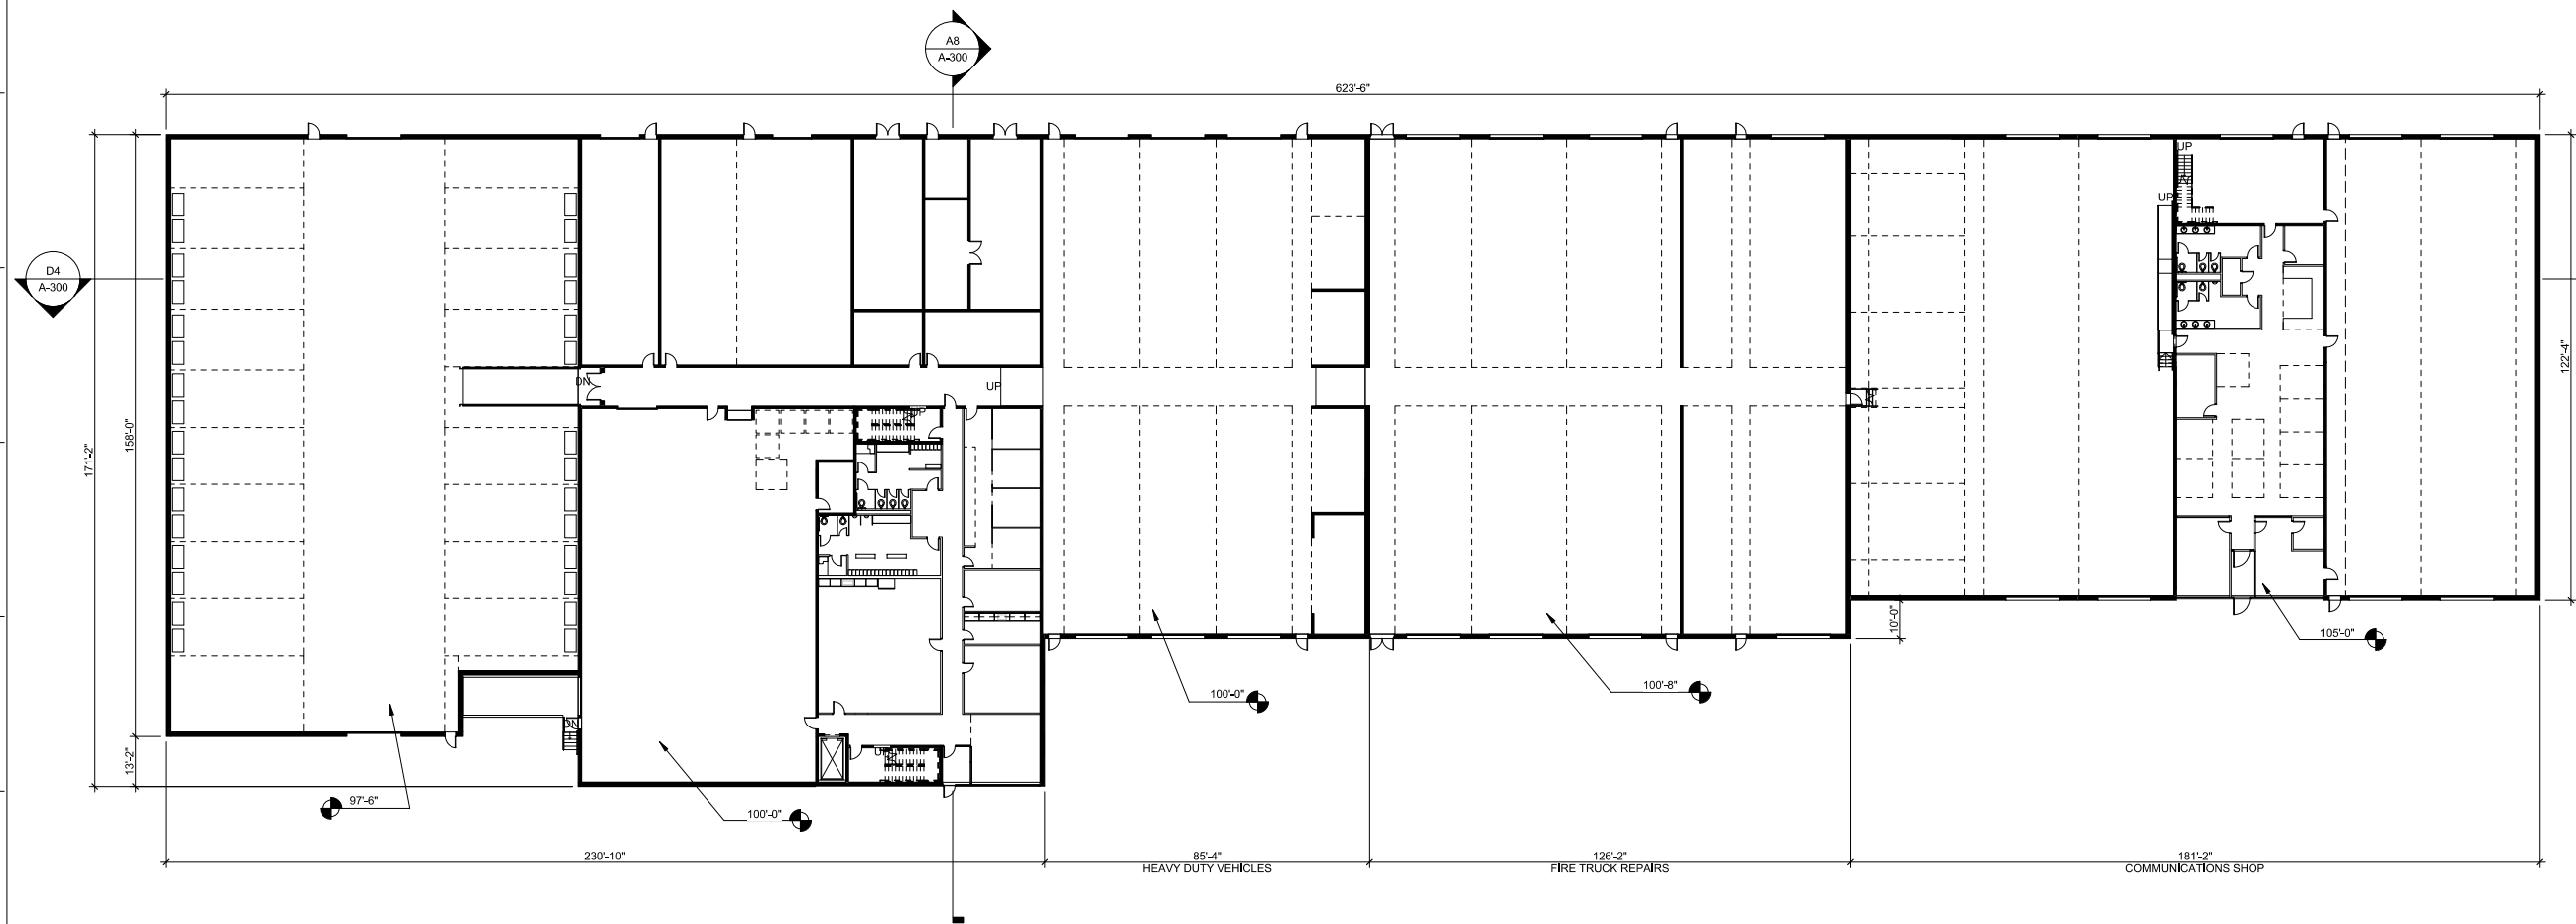 A8
A-300
623'-6"
UP
UP
D4
A-300
171'-2"
158'-0"
122'-4"
DN
UP
UP
10'-0"
105'-0"
100'-8"
100'-0"
DN
13'-2"
UP
97'-6"
100'-0"
230'-10"
85'-4"
HEAVY DUTY VEHICLES
126'-2"
FIRE TRUCK REPAIRS
181'-2"
COMMUNICATIONS SHOP